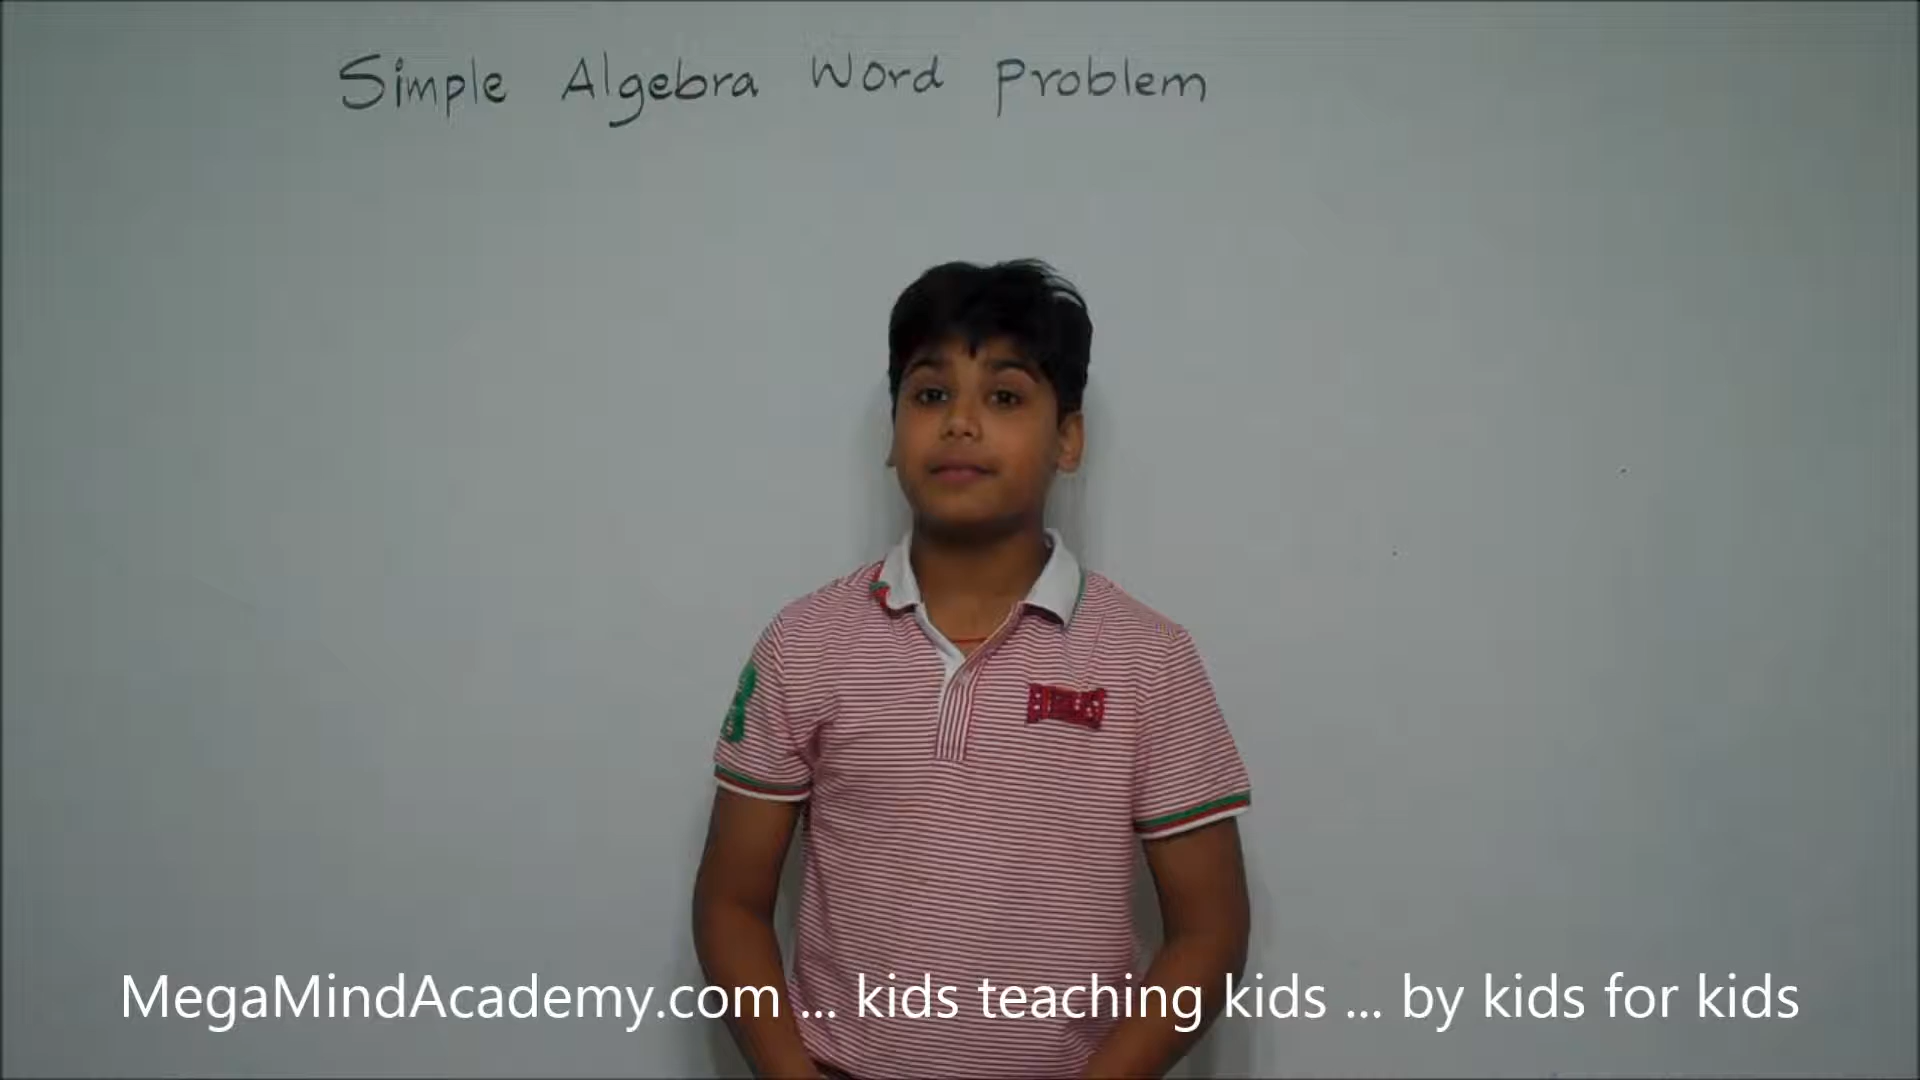 Simple Algebra Word Problem
MegaMindAcademy.com ... kids teaching kids ... by kids for kids